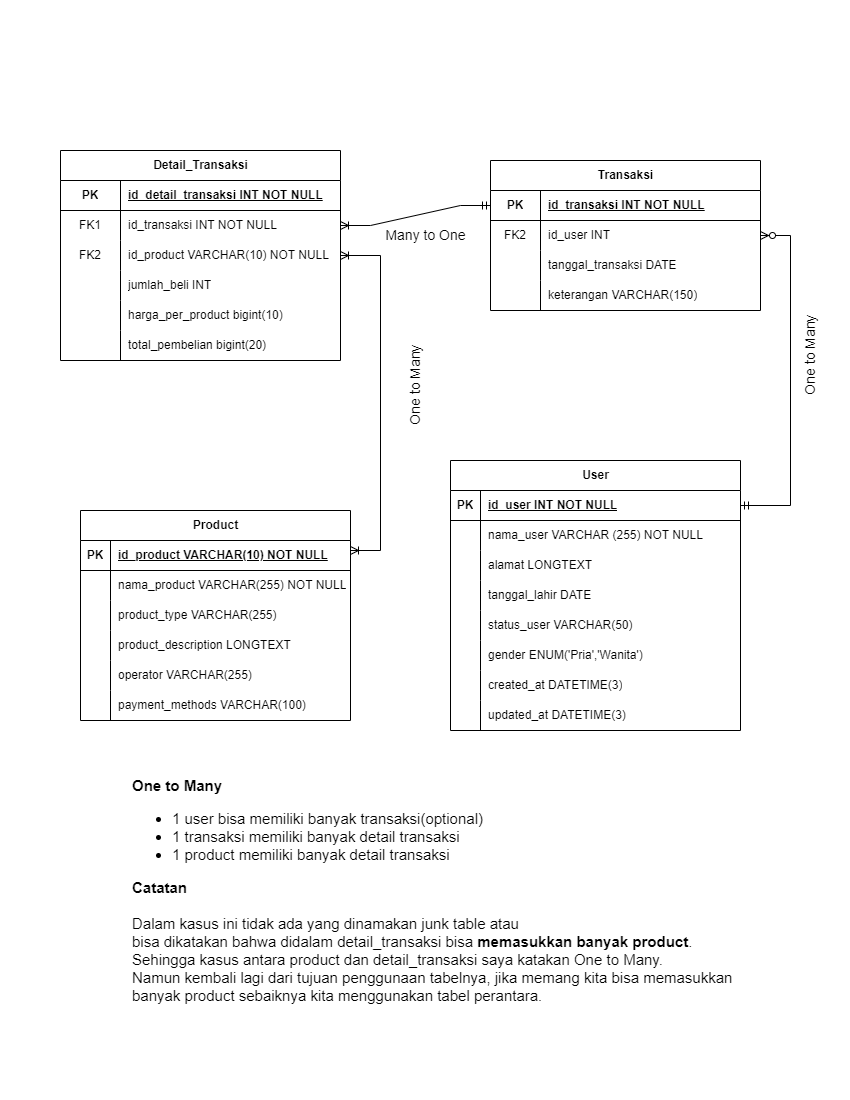 Detail_Transaksi
PK id_detail_transaksi INT NOT NULL
FK1 id_transaksi INT NOT NULL
FK2 id_product VARCHAR(10) NOT NULL
jumlah_beli INT
harga_per_product bigint(10)
total_pembelian bigint(20)
Many to One
Transaksi
PK id_transaksi INT NOT NULL
FK2 id_user INT
tanggal_transaksi DATE
keterangan VARCHAR(150)
One to Many
One to Many
Product
PK id_product VARCHAR(10) NOT NULL
nama_product VARCHAR(255) NOT NULL
product_type VARCHAR(255)
product_description LONGTEXT
operator VARCHAR(255)
payment_methods VARCHAR(100)
User
PK id_user INT NOT NULL
nama_user VARCHAR (255) NOT NULL
alamat LONGTEXT
tanggal_lahir DATE
status_user VARCHAR(50)
gender ENUM('Pria','Wanita')
created_at DATETIME(3)
updated_at DATETIME(3)
One to Many
• 1 user bisa memiliki banyak transaksi(optional)
• 1 transaksi memiliki banyak detail transaksi
• 1 product memiliki banyak detail transaksi
Catatan
Dalam kasus ini tidak ada yang dinamakan junk table atau
bisa dikatakan bahwa didalam detail_transaksi bisa memasukkan banyak product.
Sehingga kasus antara product dan detail_transaksi saya katakan One to Many.
Namun kembali lagi dari tujuan penggunaan tabelnya, jika memang kita bisa memasukkan
banyak product sebaiknya kita menggunakan tabel perantara.